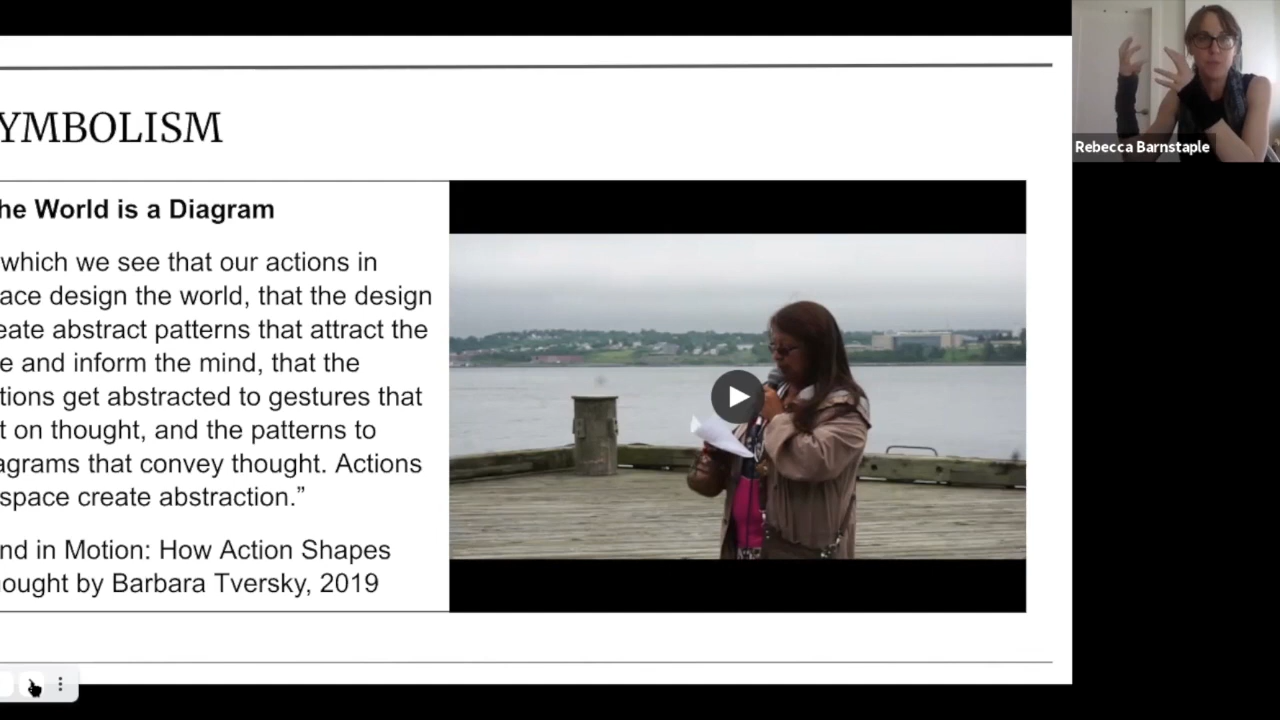 YMBOLISM
he World is a Diagram
which we see that our actions in
ace design the world, that the design
eate abstract patterns that attract the
e and inform the mind, that the
tions get abstracted to gestures that
t on thought, and the patterns to
agrams that convey thought. Actions
space create abstraction.”
nd in Motion: How Action Shapes
ought by Barbara Tversky, 2019
Rebecca Barnstaple